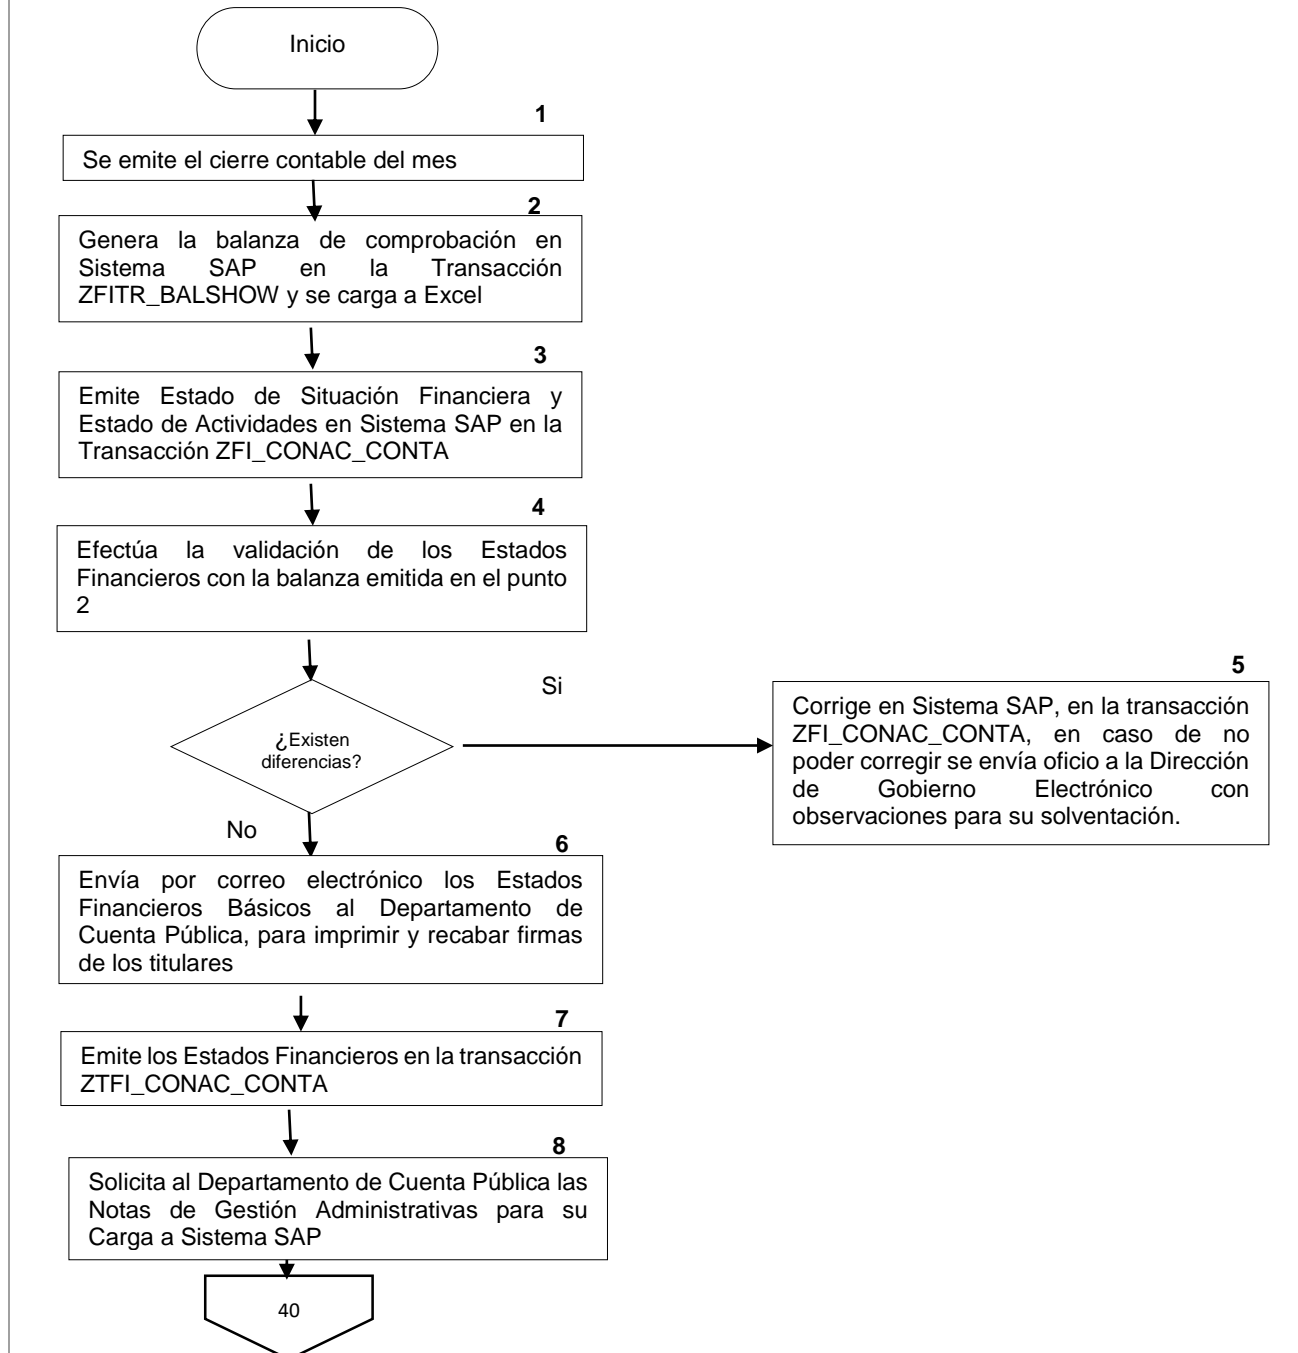 Inicio
1
Se emite el cierre contable del mes
2
Genera la balanza de comprobación en
Sistema SAP en la Transacción
ZFITR_BALSHOW y se carga a Excel
3
Emite Estado de Situación Financiera y
Estado de Actividades en Sistema SAP en la
Transacción ZFI_CONAC_CONTA
4
Efectúa la validación de los Estados
Financieros con la balanza emitida en el punto
2
¿Existen
diferencias?
Si
5
Corrige en Sistema SAP, en la transacción
ZFI_CONAC_CONTA, en caso de no
poder corregir se envía oficio a la Dirección
de Gobierno Electrónico con
observaciones para su solventación.
No
6
Envía por correo electrónico los Estados
Financieros Básicos al Departamento de
Cuenta Pública, para imprimir y recabar firmas
de los titulares
7
Emite los Estados Financieros en la transacción
ZTFI_CONAC_CONTA
8
Solicita al Departamento de Cuenta Pública las
Notas de Gestión Administrativas para su
Carga a Sistema SAP
40